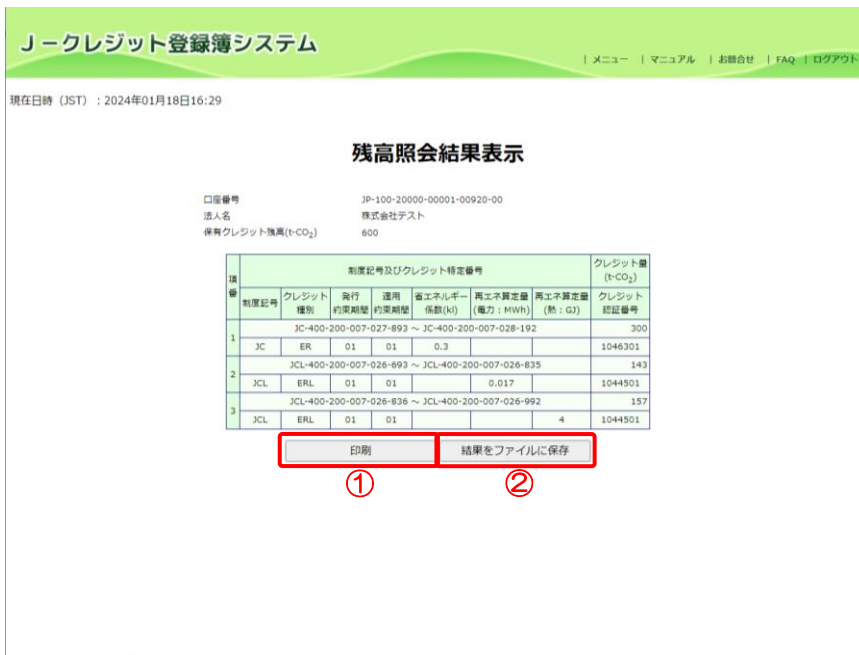 J-クレジット登録簿システム
| メニュー | マニュアル | お問合せ | FAQ | ログアウト
現在日時（JST）：2024年01月18日16:29
残高照会結果表示
口座番号 JP-100-20000-00001-00920-00
法人名 株式会社テスト
保有クレジット残高(t-CO₂) 600
項番 制度記号及びクレジット特定番号 クレジット量(t-CO₂)
制度記号 クレジット種別 発行約束期間 適用約束期間 省エネルギー係数(kl) 再エネ算定量(電力：MWh) 再エネ算定量(熱：GJ) クレジット認証番号
1 JC-400-200-007-027-893 ～ JC-400-200-007-028-192 300
JC ER 01 01 0.3 1046301
2 JCL-400-200-007-026-693 ～ JCL-400-200-007-026-835 143
JCL ERL 01 01 0.017 1044501
3 JCL-400-200-007-026-836 ～ JCL-400-200-007-026-992 157
JCL ERL 01 01 4 1044501
印刷 結果をファイルに保存
① ②